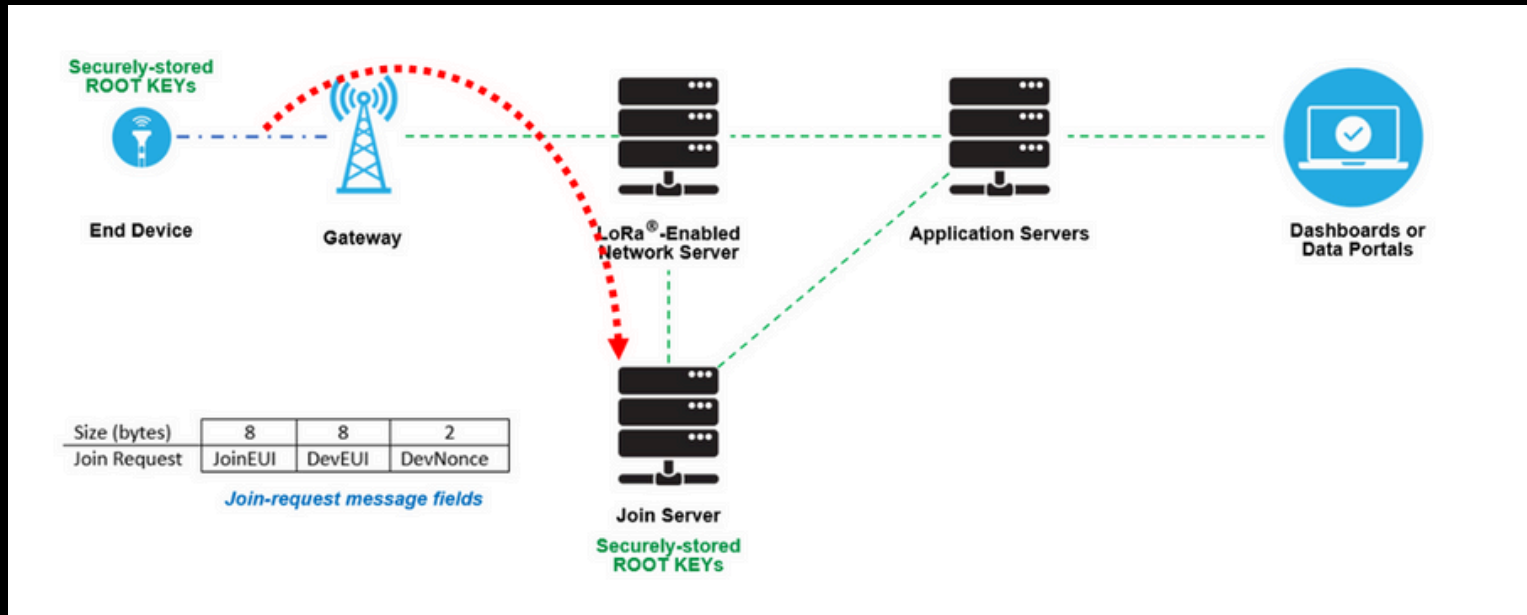 Securely-stored
ROOT KEYs
End Device
Gateway
LoRa®-Enabled
Network Server
Application Servers
Dashboards or
Data Portals
Size (bytes) 8 8 2
Join Request JoinEUI DevEUI DevNonce
Join-request message fields
Join Server
Securely-stored
ROOT KEYs